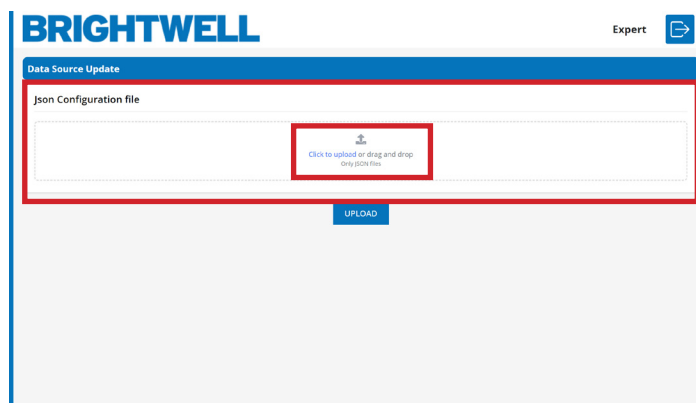 BRIGHTWELL
Expert
Data Source Update
Json Configuration file
Click to upload or drag and drop
Only JSON files
UPLOAD